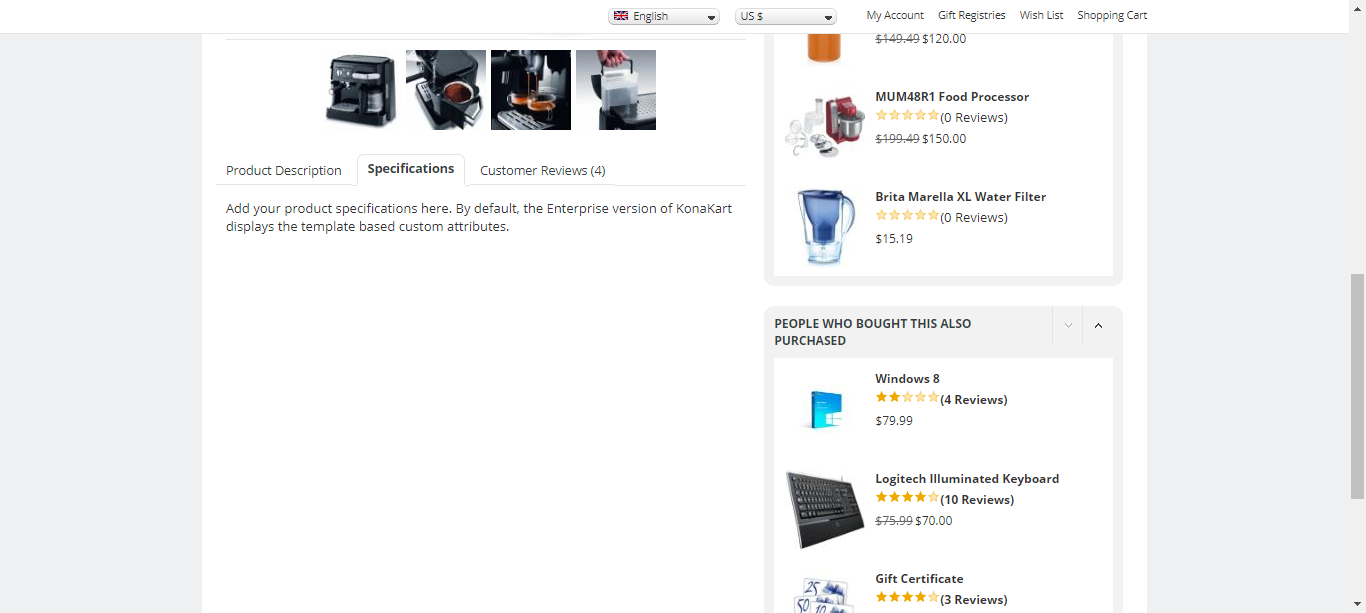 English
US $
My Account
Gift Registries
Wish List
Shopping Cart
Product Description
Specifications
Customer Reviews (4)
Add your product specifications here. By default, the Enterprise version of KonaKart
displays the template based custom attributes.
$149.49 $120.00
MUM48R1 Food Processor
(0 Reviews)
$199.49 $150.00
Brita Marella XL Water Filter
(0 Reviews)
$15.19
PEOPLE WHO BOUGHT THIS ALSO
PURCHASED
Windows 8
(4 Reviews)
$79.99
Logitech Illuminated Keyboard
(10 Reviews)
$75.99 $70.00
Gift Certificate
25
50
10
(3 Reviews)